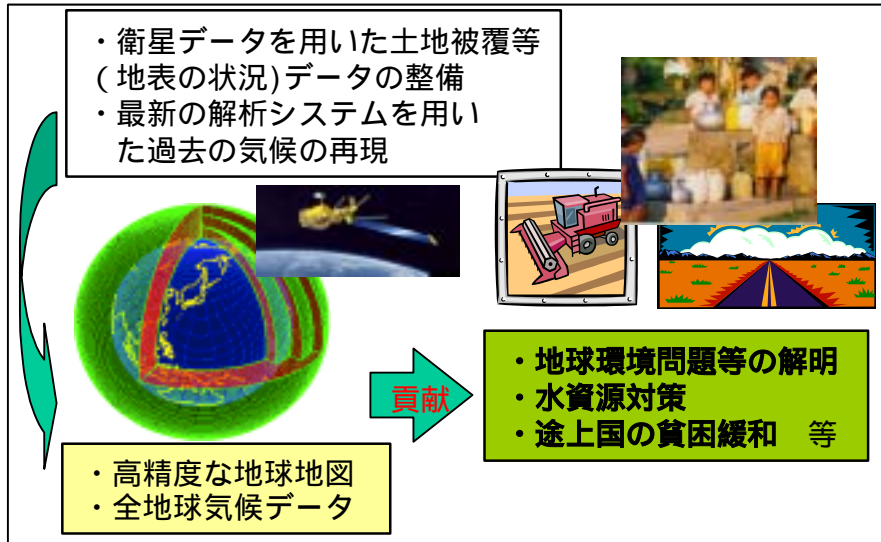 ・衛星データを用いた土地被覆等
(地表の状況)データの整備
・最新の解析システムを用い
た過去の気候の再現
貢献
・地球環境問題等の解明
・水資源対策
・途上国の貧困緩和 等
・高精度な地球地図
・全地球気候データ